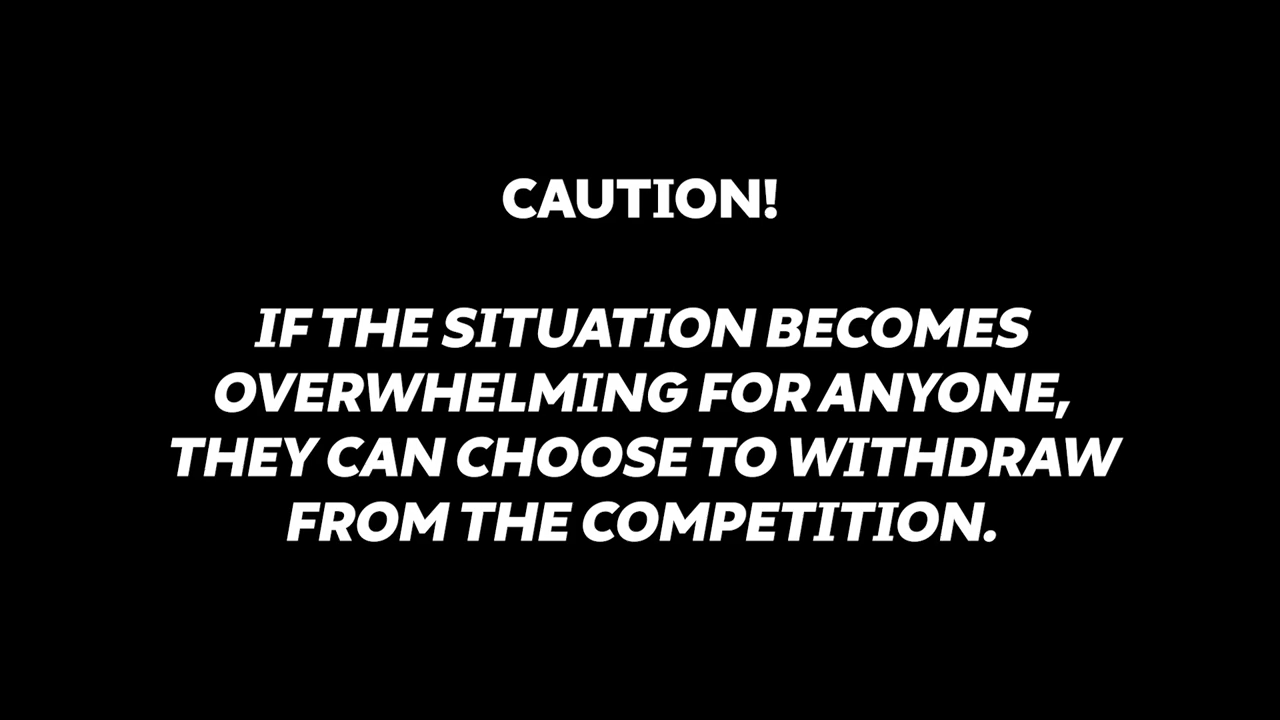 CAUTION!
IF THE SITUATION BECOMES
OVERWHELMING FOR ANYONE,
THEY CAN CHOOSE TO WITHDRAW
FROM THE COMPETITION.